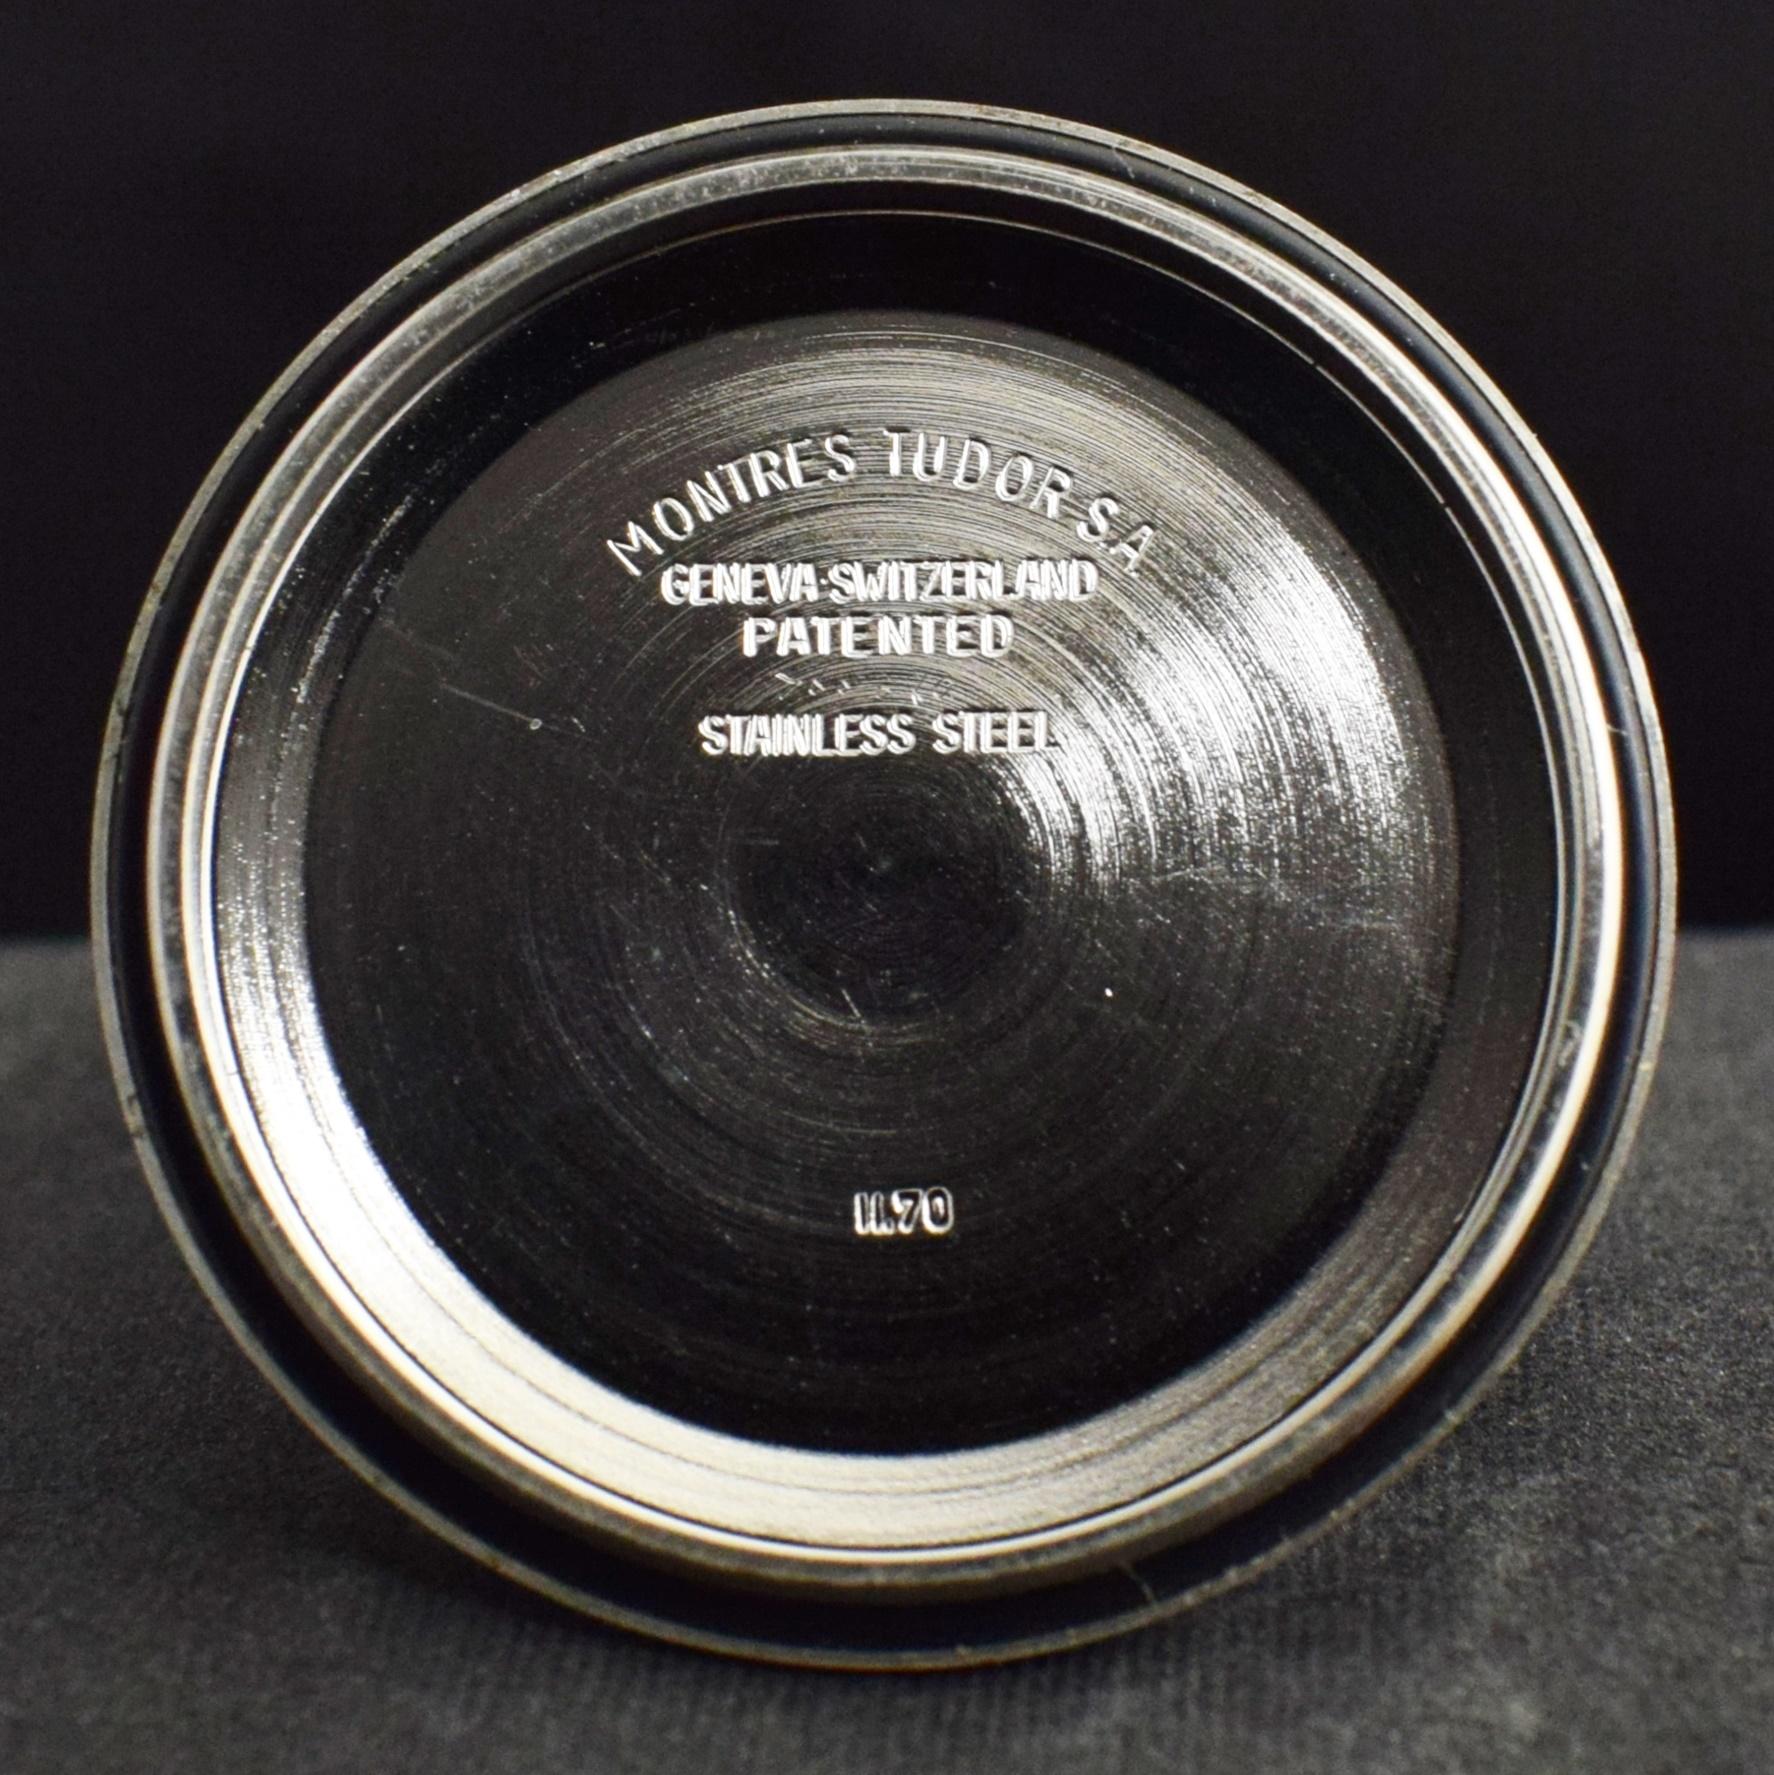 MONTRES TUDOR S.A
GENEVA·SWITZERLAND
PATENTED
STAINLESS STEEL
II.70